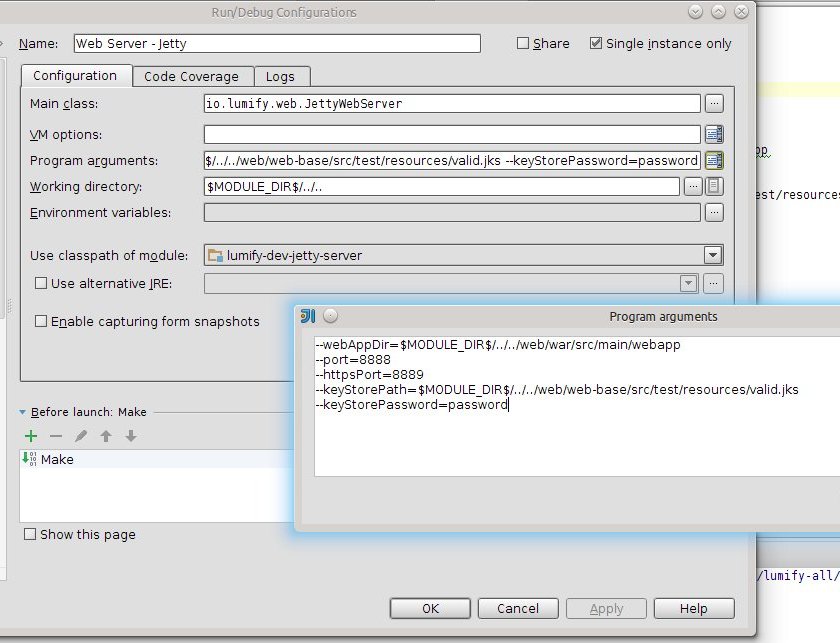 Run/Debug Configurations
Name: Web Server - Jetty Share Single instance only
Configuration Code Coverage Logs
Main class: io.lumify.web.JettyWebServer ...
VM options:
Program arguments: $/../../web/web-base/src/test/resources/valid.jks --keyStorePassword=password
Working directory: $MODULE_DIR$/../.. ...
est/resources
Environment variables: ...
Use classpath of module: lumify-dev-jetty-server
Use alternative JRE: ...
Enable capturing form snapshots
Program arguments
--webAppDir=$MODULE_DIR$/../../web/war/src/main/webapp
--port=8888
--httpsPort=8889
--keyStorePath=$MODULE_DIR$/../../web/web-base/src/test/resources/valid.jks
--keyStorePassword=password
Before launch: Make
Make
Show this page
/lumify-all/
OK Cancel Apply Help